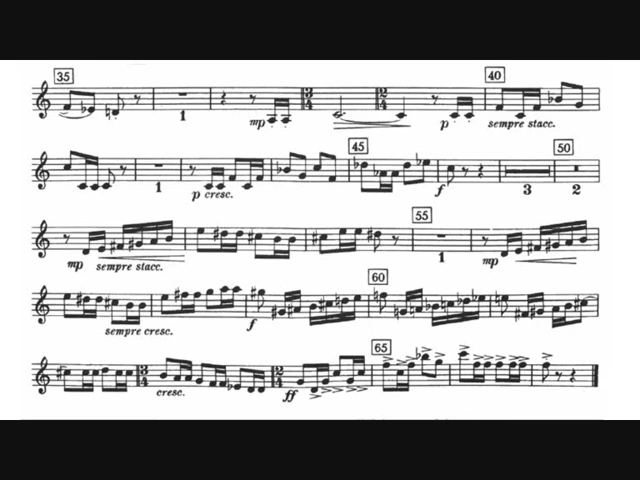 35 40
1 mp 3 4 2 4 p sempre stacc.
45 50
1 p cresc. f 3 2
55
mp sempre stacc. 1 mp
60
sempre cresc. f
65
3 4 cresc. 2 4 ff